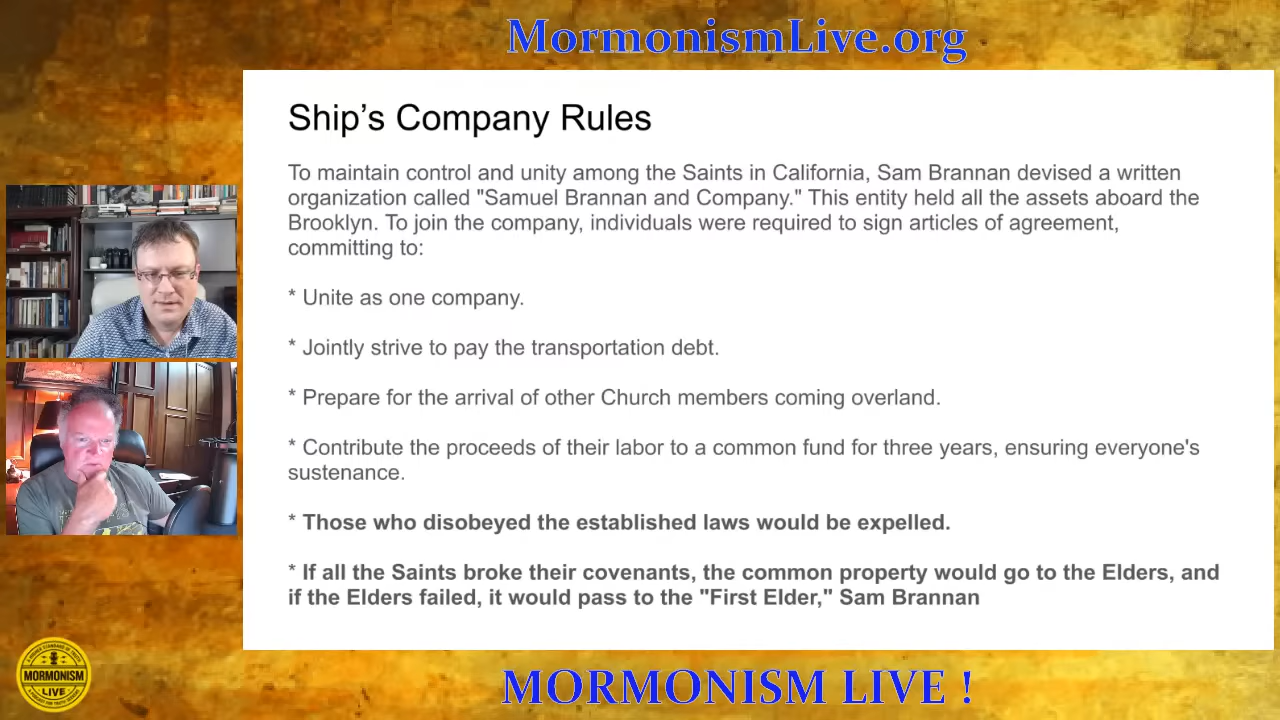 MormonismLive.org
Ship's Company Rules
To maintain control and unity among the Saints in California, Sam Brannan devised a written
organization called "Samuel Brannan and Company." This entity held all the assets aboard the
Brooklyn. To join the company, individuals were required to sign articles of agreement,
committing to:
* Unite as one company.
* Jointly strive to pay the transportation debt.
* Prepare for the arrival of other Church members coming overland.
* Contribute the proceeds of their labor to a common fund for three years, ensuring everyone's
sustenance.
* Those who disobeyed the established laws would be expelled.
* If all the Saints broke their covenants, the common property would go to the Elders, and
if the Elders failed, it would pass to the "First Elder," Sam Brannan
MORMONISM
LIVE
MORMONISM LIVE !